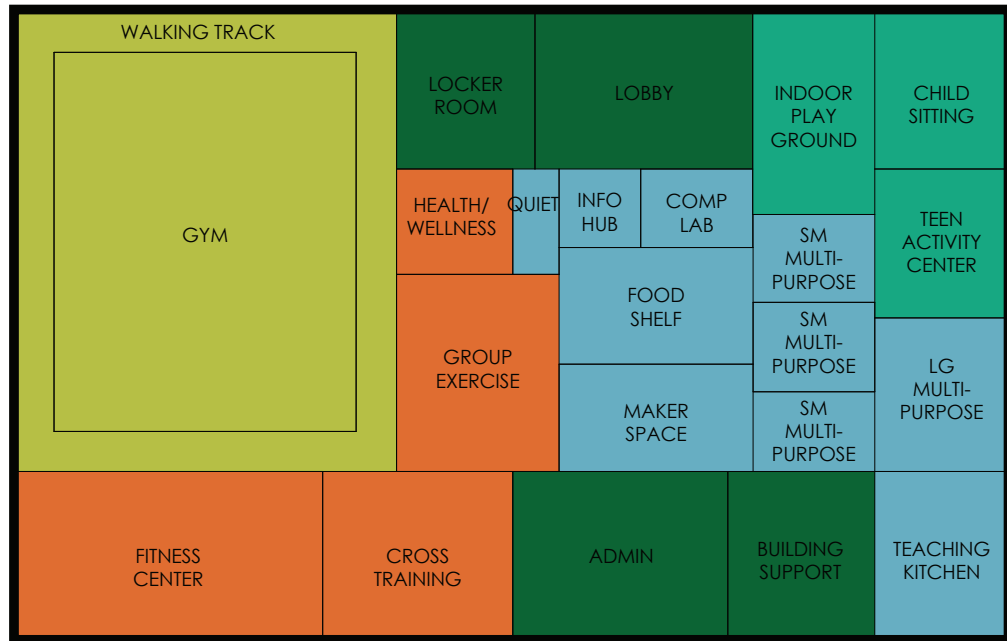 WALKING TRACK
GYM
LOCKER
ROOM
LOBBY
INDOOR
PLAY
GROUND
CHILD
SITTING
HEALTH/
WELLNESS
QUIET
INFO
HUB
COMP
LAB
SM
MULTI-
PURPOSE
TEEN
ACTIVITY
CENTER
FOOD
SHELF
SM
MULTI-
PURPOSE
GROUP
EXERCISE
MAKER
SPACE
SM
MULTI-
PURPOSE
LG
MULTI-
PURPOSE
FITNESS
CENTER
CROSS
TRAINING
ADMIN
BUILDING
SUPPORT
TEACHING
KITCHEN